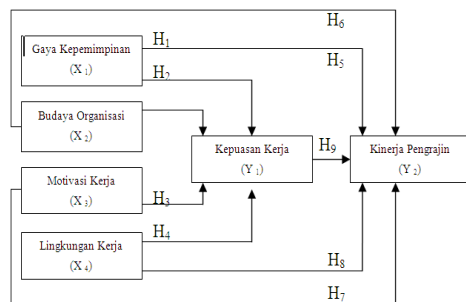 H6
Gaya Kepemimpinan
(X 1)
H1
H5
H2
Budaya Organisasi
(X 2)
Kepuasan Kerja
(Y 1)
H9
Kinerja Pengrajin
(Y 2)
Motivasi Kerja
(X 3)
H3
Lingkungan Kerja
(X 4)
H4
H8
H7